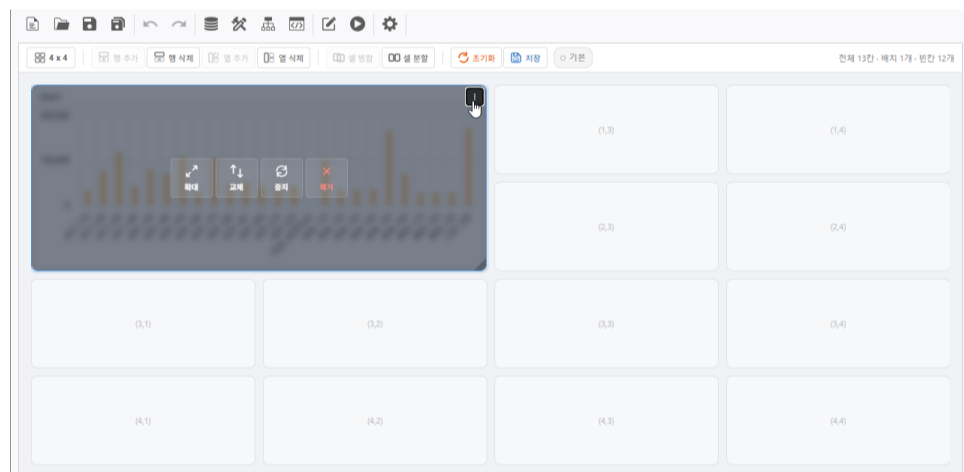 4 x 4 행 추가 행 삭제 열 추가 열 삭제 셀 병합 셀 분할 초기화 저장 기본 전체 13칸 · 배치 1개 · 빈칸 12개
(1,3) (1,4)
확대 교체 중지 제거
(2,3) (2,4)
(3,1) (3,2) (3,3) (3,4)
(4,1) (4,2) (4,3) (4,4)